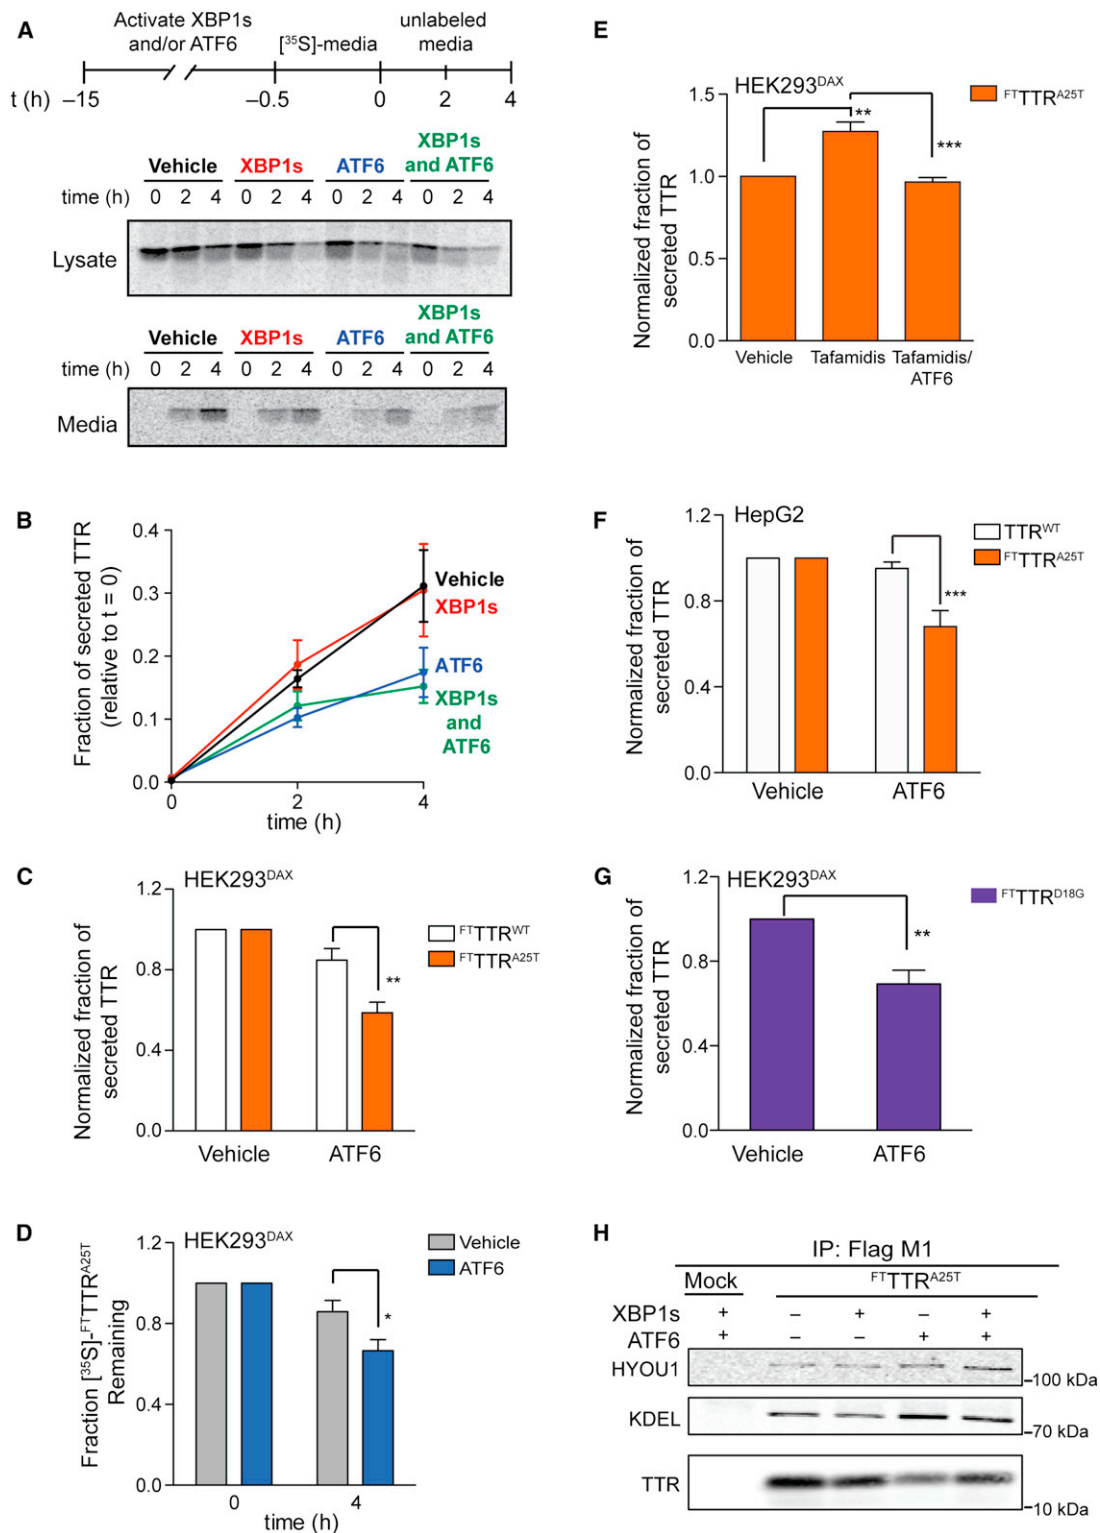 A
Activate XBP1s
and/or ATF6
[³⁵S]-media
unlabeled
media
t (h) –15 –0.5 0 2 4
Vehicle XBP1s ATF6 XBP1s
and ATF6
time (h) 0 2 4 0 2 4 0 2 4 0 2 4
Lysate
Vehicle XBP1s ATF6 XBP1s
and ATF6
time (h) 0 2 4 0 2 4 0 2 4 0 2 4
Media
B
Fraction of secreted TTR
(relative to t = 0)
0.4
0.3
0.2
0.1
0.0
0 2 4
time (h)
Vehicle
XBP1s
ATF6
XBP1s
and
ATF6
C
HEK293ᴰᴬˣ
Normalized fraction of
secreted TTR
1.2
0.8
0.4
0.0
Vehicle ATF6
**
FTTTRWT
FTTTRA25T
D
HEK293ᴰᴬˣ
Fraction [³⁵S]-FTTTRA25T
Remaining
1.2
0.8
0.4
0.0
0 4
time (h)
*
Vehicle
ATF6
E
HEK293ᴰᴬˣ
Normalized fraction of
secreted TTR
1.5
1.0
0.5
0.0
Vehicle Tafamidis Tafamidis/
ATF6
**
***
FTTTRA25T
F
HepG2
Normalized fraction of
secreted TTR
1.2
0.8
0.4
0.0
Vehicle ATF6
***
TTRWT
FTTTRA25T
G
HEK293ᴰᴬˣ
Normalized fraction of
secreted TTR
1.2
0.8
0.4
0.0
Vehicle ATF6
**
FTTTRD18G
H
IP: Flag M1
Mock FTTTRA25T
XBP1s + – + – +
ATF6 + – – + +
HYOU1 –100 kDa
KDEL –70 kDa
TTR –10 kDa